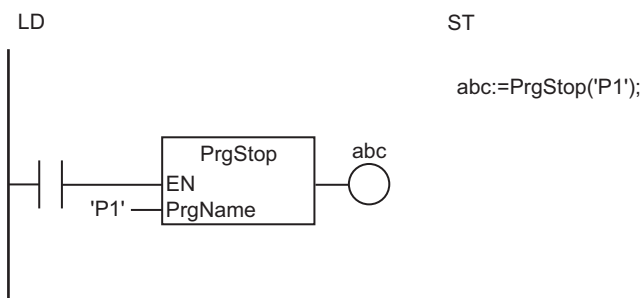 LD
ST
abc:=PrgStop('P1');
PrgStop
abc
EN
'P1'
PrgName